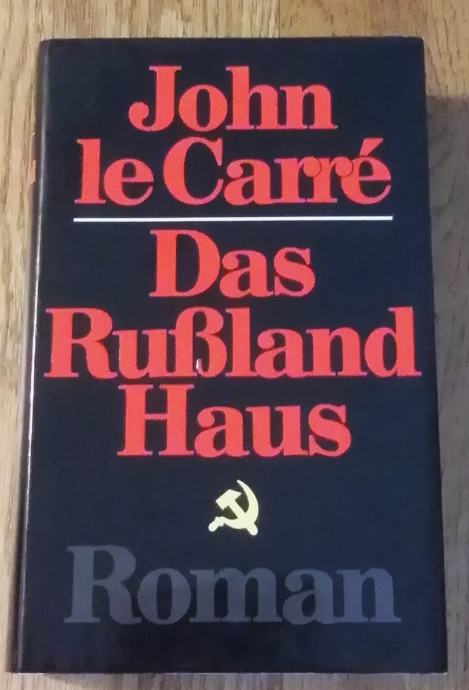 John
le Carré
Das
Rußland
Haus
Roman